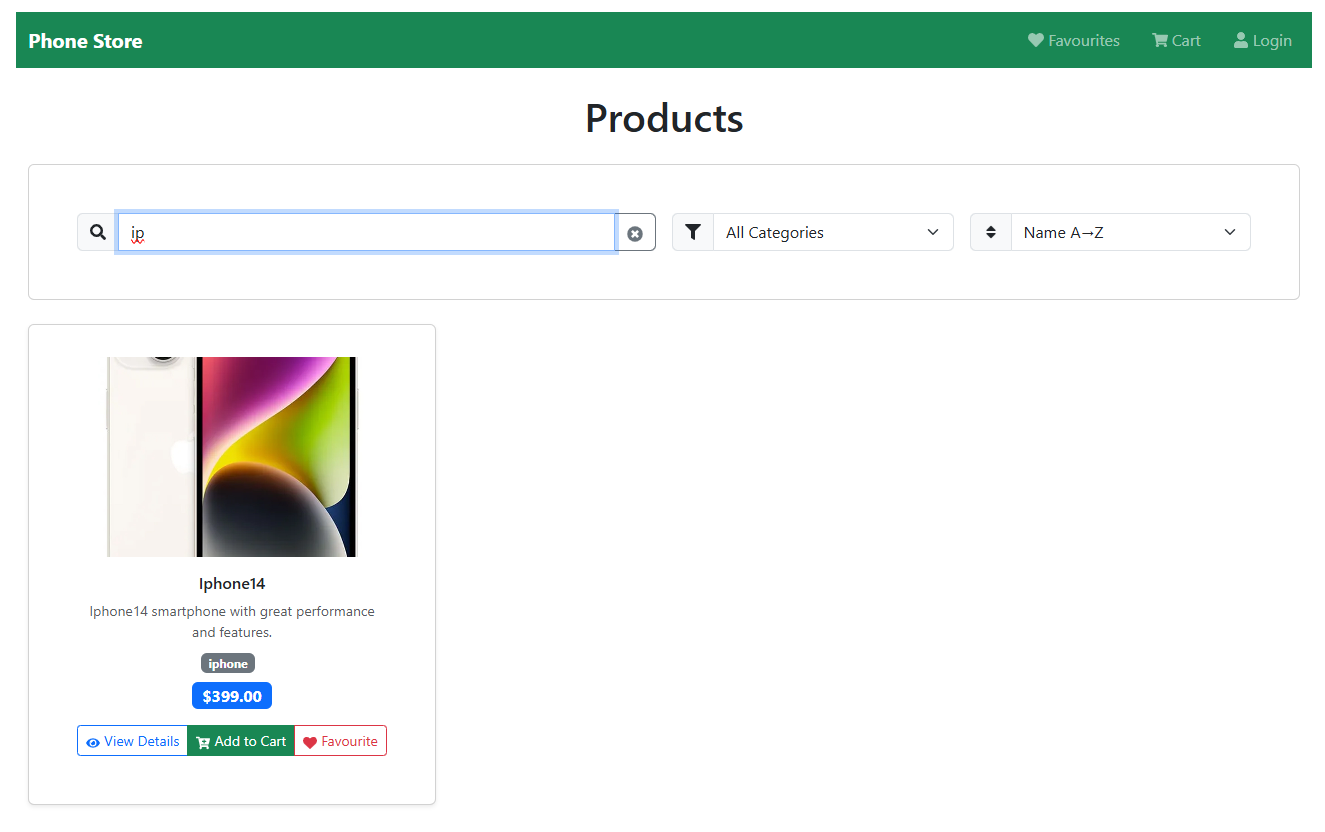 Phone Store
Favourites
Cart
Login
Products
ip
All Categories
Name A→Z
Iphone14
Iphone14 smartphone with great performance
and features.
iphone
$399.00
View Details
Add to Cart
Favourite